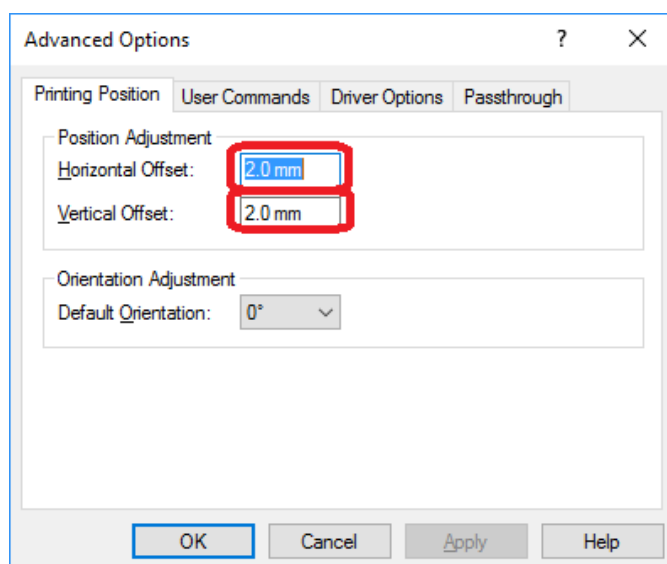 Advanced Options ?
Printing Position User Commands Driver Options Passthrough
Position Adjustment
Horizontal Offset: 2.0 mm
Vertical Offset: 2.0 mm
Orientation Adjustment
Default Orientation: 0°
OK Cancel Apply Help